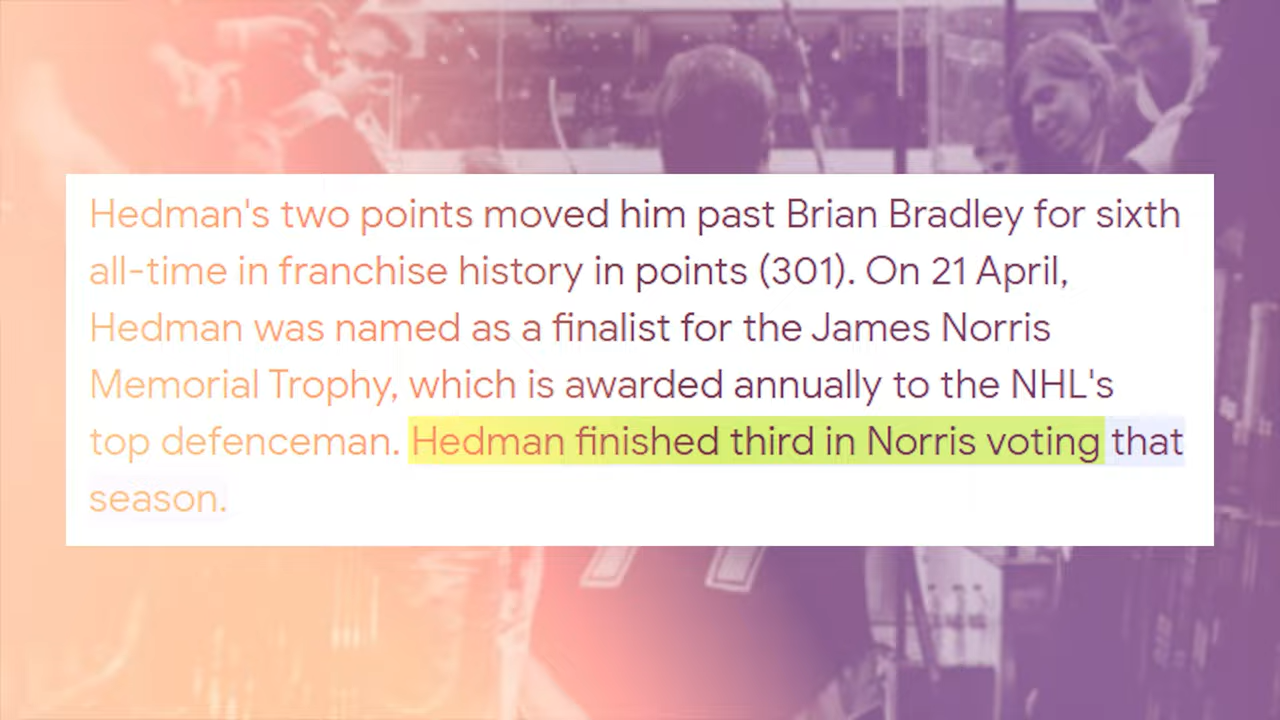 Hedman's two points moved him past Brian Bradley for sixth
all-time in franchise history in points (301). On 21 April,
Hedman was named as a finalist for the James Norris
Memorial Trophy, which is awarded annually to the NHL's
top defenceman. Hedman finished third in Norris voting that
season.